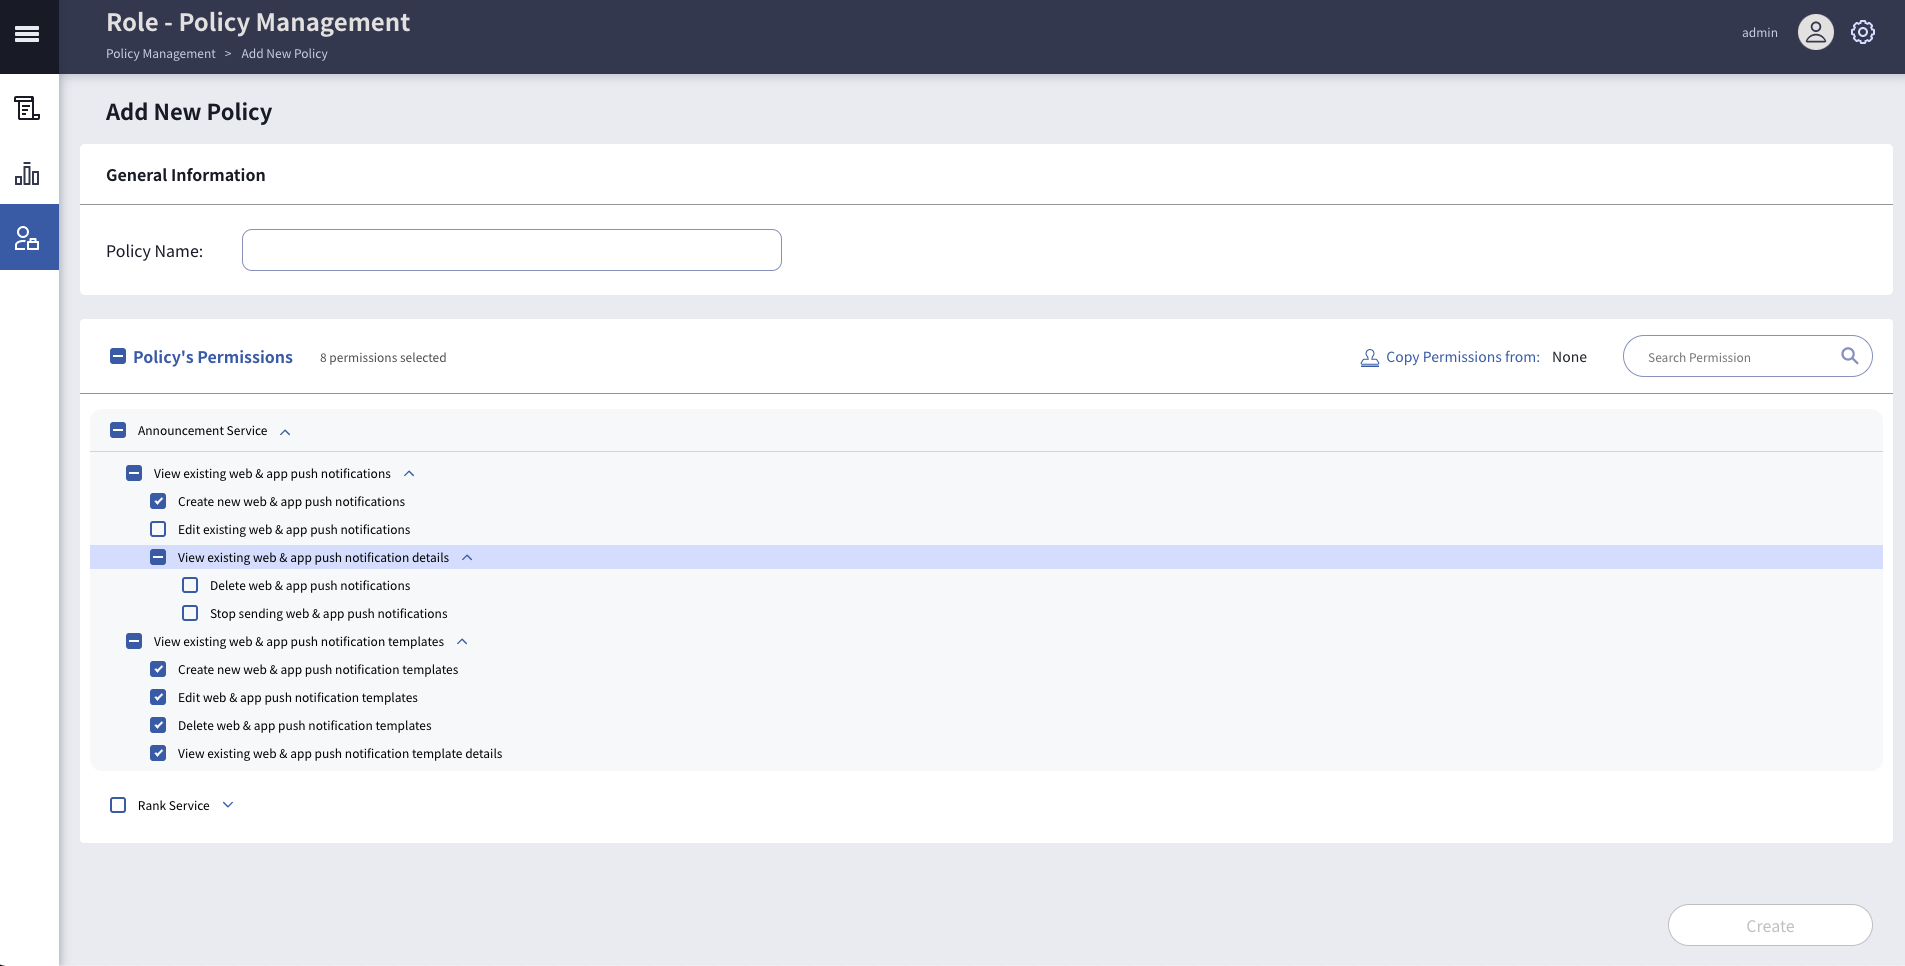 Role - Policy Management
admin
Policy Management > Add New Policy
Add New Policy
General Information
Policy Name:
Policy's Permissions 8 permissions selected Copy Permissions from: None Search Permission
Announcement Service
View existing web & app push notifications
Create new web & app push notifications
Edit existing web & app push notifications
View existing web & app push notification details
Delete web & app push notifications
Stop sending web & app push notifications
View existing web & app push notification templates
Create new web & app push notification templates
Edit web & app push notification templates
Delete web & app push notification templates
View existing web & app push notification template details
Rank Service
Create